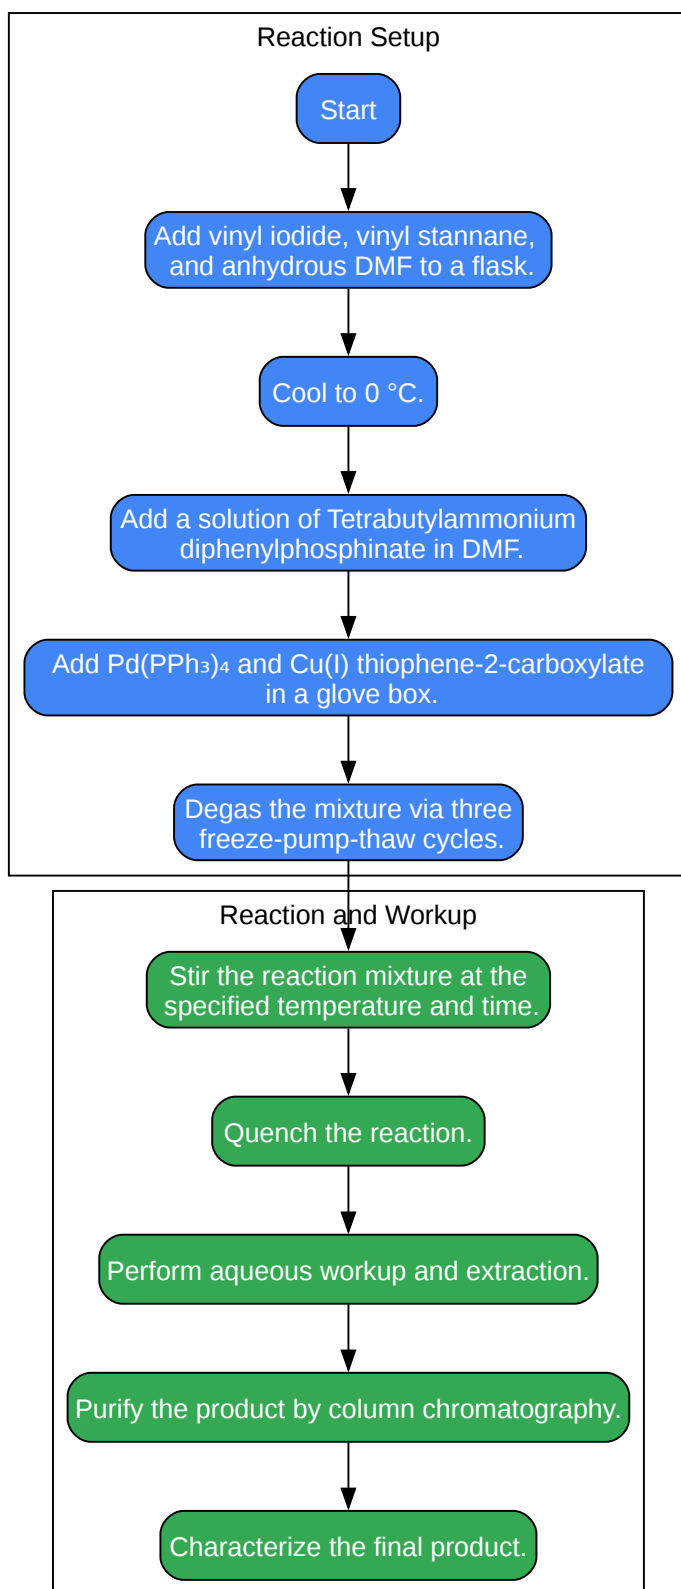 Reaction Setup
Start
Add vinyl iodide, vinyl stannane,
and anhydrous DMF to a flask.
Cool to 0 °C.
Add a solution of Tetrabutylammonium
diphenylphosphinate in DMF.
Add Pd(PPh₃)₄ and Cu(I) thiophene-2-carboxylate
in a glove box.
Degas the mixture via three
freeze-pump-thaw cycles.
Reaction and Workup
Stir the reaction mixture at the
specified temperature and time.
Quench the reaction.
Perform aqueous workup and extraction.
Purify the product by column chromatography.
Characterize the final product.